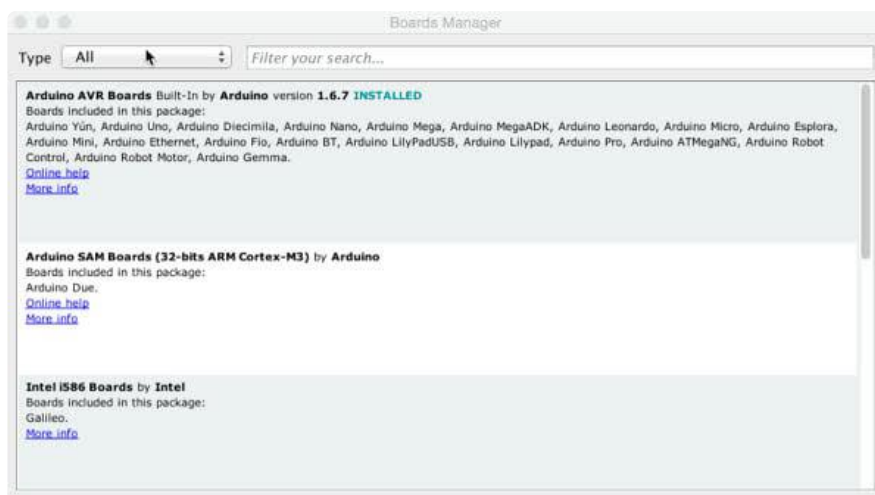 Boards Manager
Type All Filter your search...
Arduino AVR Boards Built-In by Arduino version 1.6.7 INSTALLED
Boards included in this package:
Arduino Yún, Arduino Uno, Arduino Diecimila, Arduino Nano, Arduino Mega, Arduino MegaADK, Arduino Leonardo, Arduino Micro, Arduino Esplora,
Arduino Mini, Arduino Ethernet, Arduino Fio, Arduino BT, Arduino LilyPadUSB, Arduino Lilypad, Arduino Pro, Arduino ATMegaNG, Arduino Robot
Control, Arduino Robot Motor, Arduino Gemma.
Online help
More info
Arduino SAM Boards (32-bits ARM Cortex-M3) by Arduino
Boards included in this package:
Arduino Due.
Online help
More info
Intel i586 Boards by Intel
Boards included in this package:
Galileo.
More info